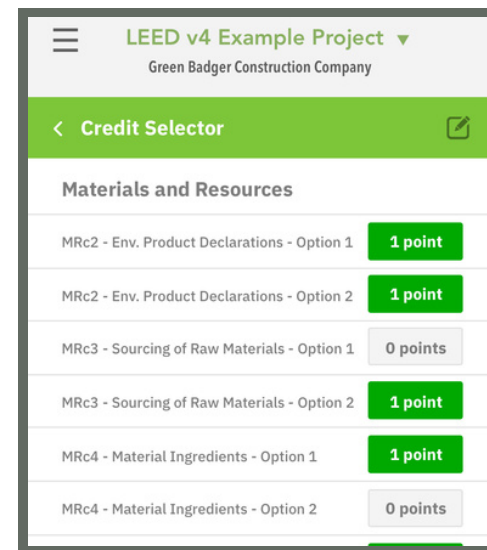 LEED v4 Example Project ▼
Green Badger Construction Company
< Credit Selector
Materials and Resources
MRc2 - Env. Product Declarations - Option 1 1 point
MRc2 - Env. Product Declarations - Option 2 1 point
MRc3 - Sourcing of Raw Materials - Option 1 0 points
MRc3 - Sourcing of Raw Materials - Option 2 1 point
MRc4 - Material Ingredients - Option 1 1 point
MRc4 - Material Ingredients - Option 2 0 points